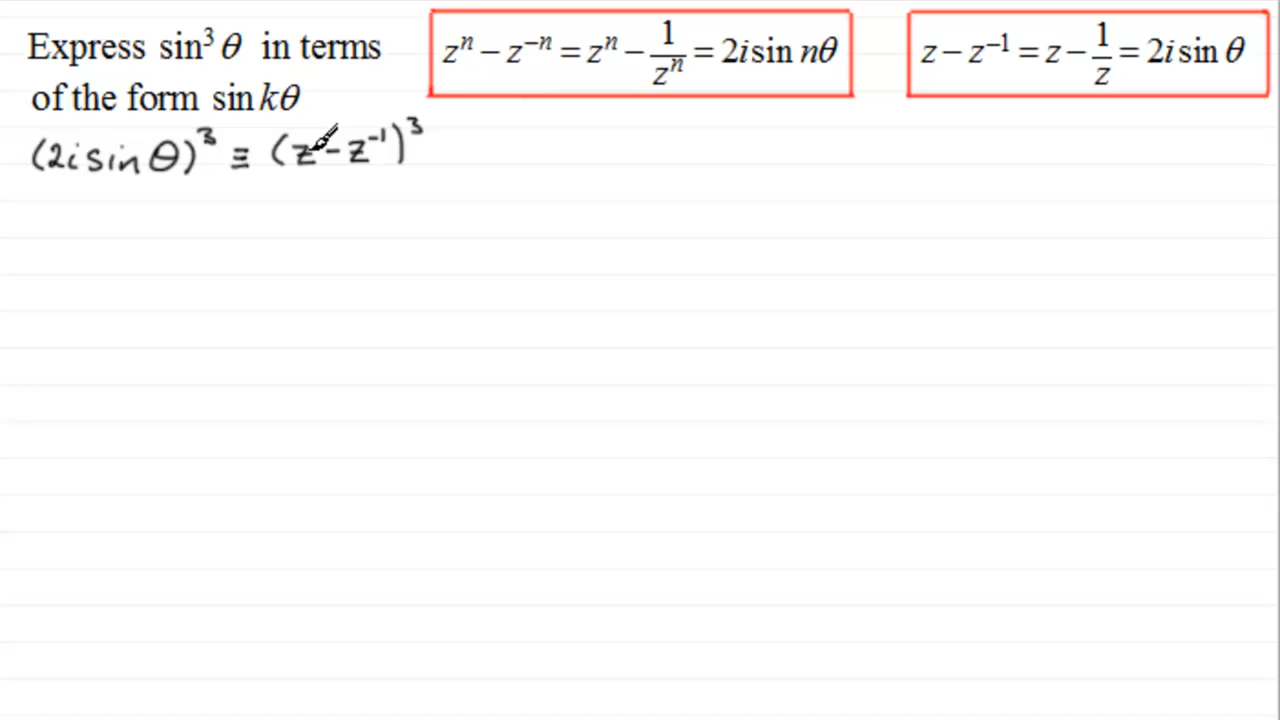 Express sin³ θ in terms
of the form sin kθ
zⁿ − z⁻ⁿ = zⁿ − 1/zⁿ = 2i sin nθ
z − z⁻¹ = z − 1/z = 2i sin θ
(2i sin θ)³ ≡ (z − z⁻¹)³